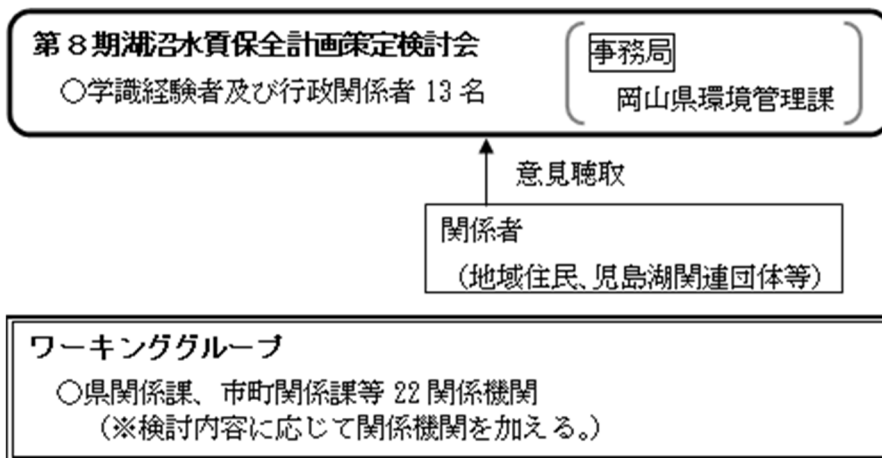 第８期湖沼水質保全計画策定検討会
○学識経験者及び行政関係者 13 名
事務局
岡山県環境管理課
意見聴取
関係者
（地域住民、児島湖関連団体等）
ワーキンググループ
○県関係課、市町関係課等 22 関係機関
（※検討内容に応じて関係機関を加える。）